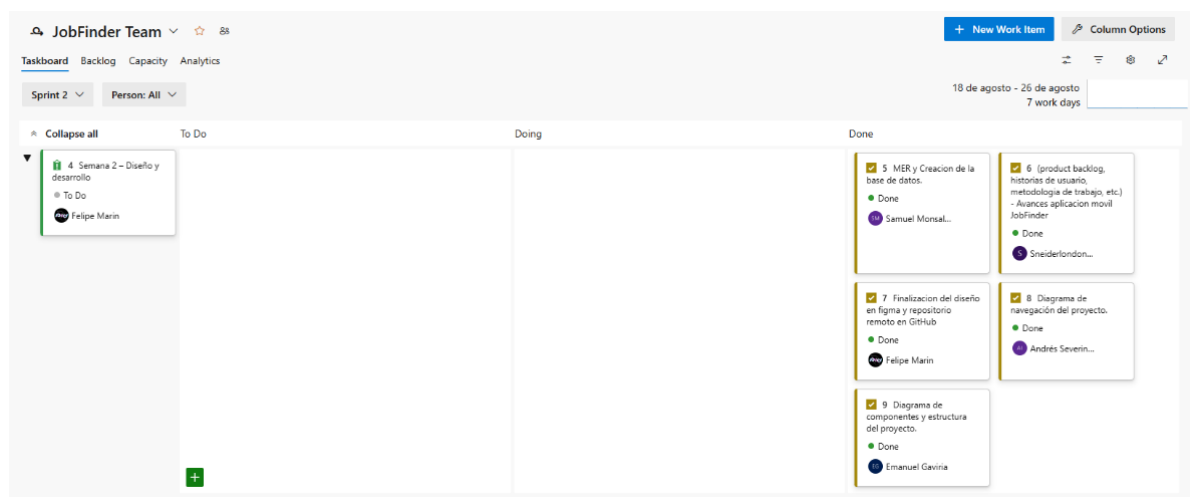 JobFinder Team
+ New Work Item
Column Options
Taskboard Backlog Capacity Analytics
Sprint 2
Person: All
18 de agosto - 26 de agosto
7 work days
Collapse all
To Do
Doing
Done
4 Semana 2 – Diseño y
desarrollo
To Do
Felipe Marin
5 MER y Creacion de la
base de datos.
Done
SM
Samuel Monsal...
6 (product backlog,
historias de usuario,
metodologia de trabajo, etc.)
- Avances aplicacion movil
JobFinder
Done
S
Sneiderlondon...
7 Finalizacion del diseño
en figma y repositorio
remoto en GitHub
Done
Felipe Marin
8 Diagrama de
navegación del proyecto.
Done
Andrés Severin...
9 Diagrama de
componentes y estructura
del proyecto.
Done
EG
Emanuel Gaviria
+